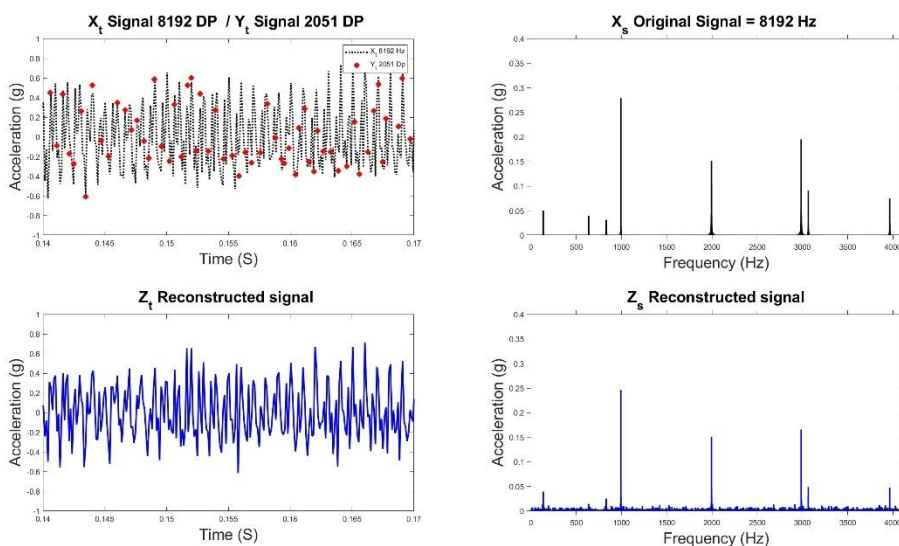 X_t Signal 8192 DP / Y_t Signal 2051 DP
X_t 8192 Hz
Y_t 2051 Dp
1
0.8
0.6
0.4
0.2
0
-0.2
-0.4
-0.6
-0.8
-1
Acceleration (g)
0.14 0.145 0.15 0.155 0.16 0.165 0.17
Time (S)
X_s Original Signal = 8192 Hz
0.4
0.35
0.3
0.25
0.2
0.15
0.1
0.05
0
Acceleration (g)
0 500 1000 1500 2000 2500 3000 3500 4000
Frequency (Hz)
Z_t Reconstructed signal
1
0.8
0.6
0.4
0.2
0
-0.2
-0.4
-0.6
-0.8
-1
Acceleration (g)
0.14 0.145 0.15 0.155 0.16 0.165 0.17
Time (S)
Z_s Reconstructed signal
0.4
0.35
0.3
0.25
0.2
0.15
0.1
0.05
0
Acceleration (g)
0 500 1000 1500 2000 2500 3000 3500 4000
Frequency (Hz)